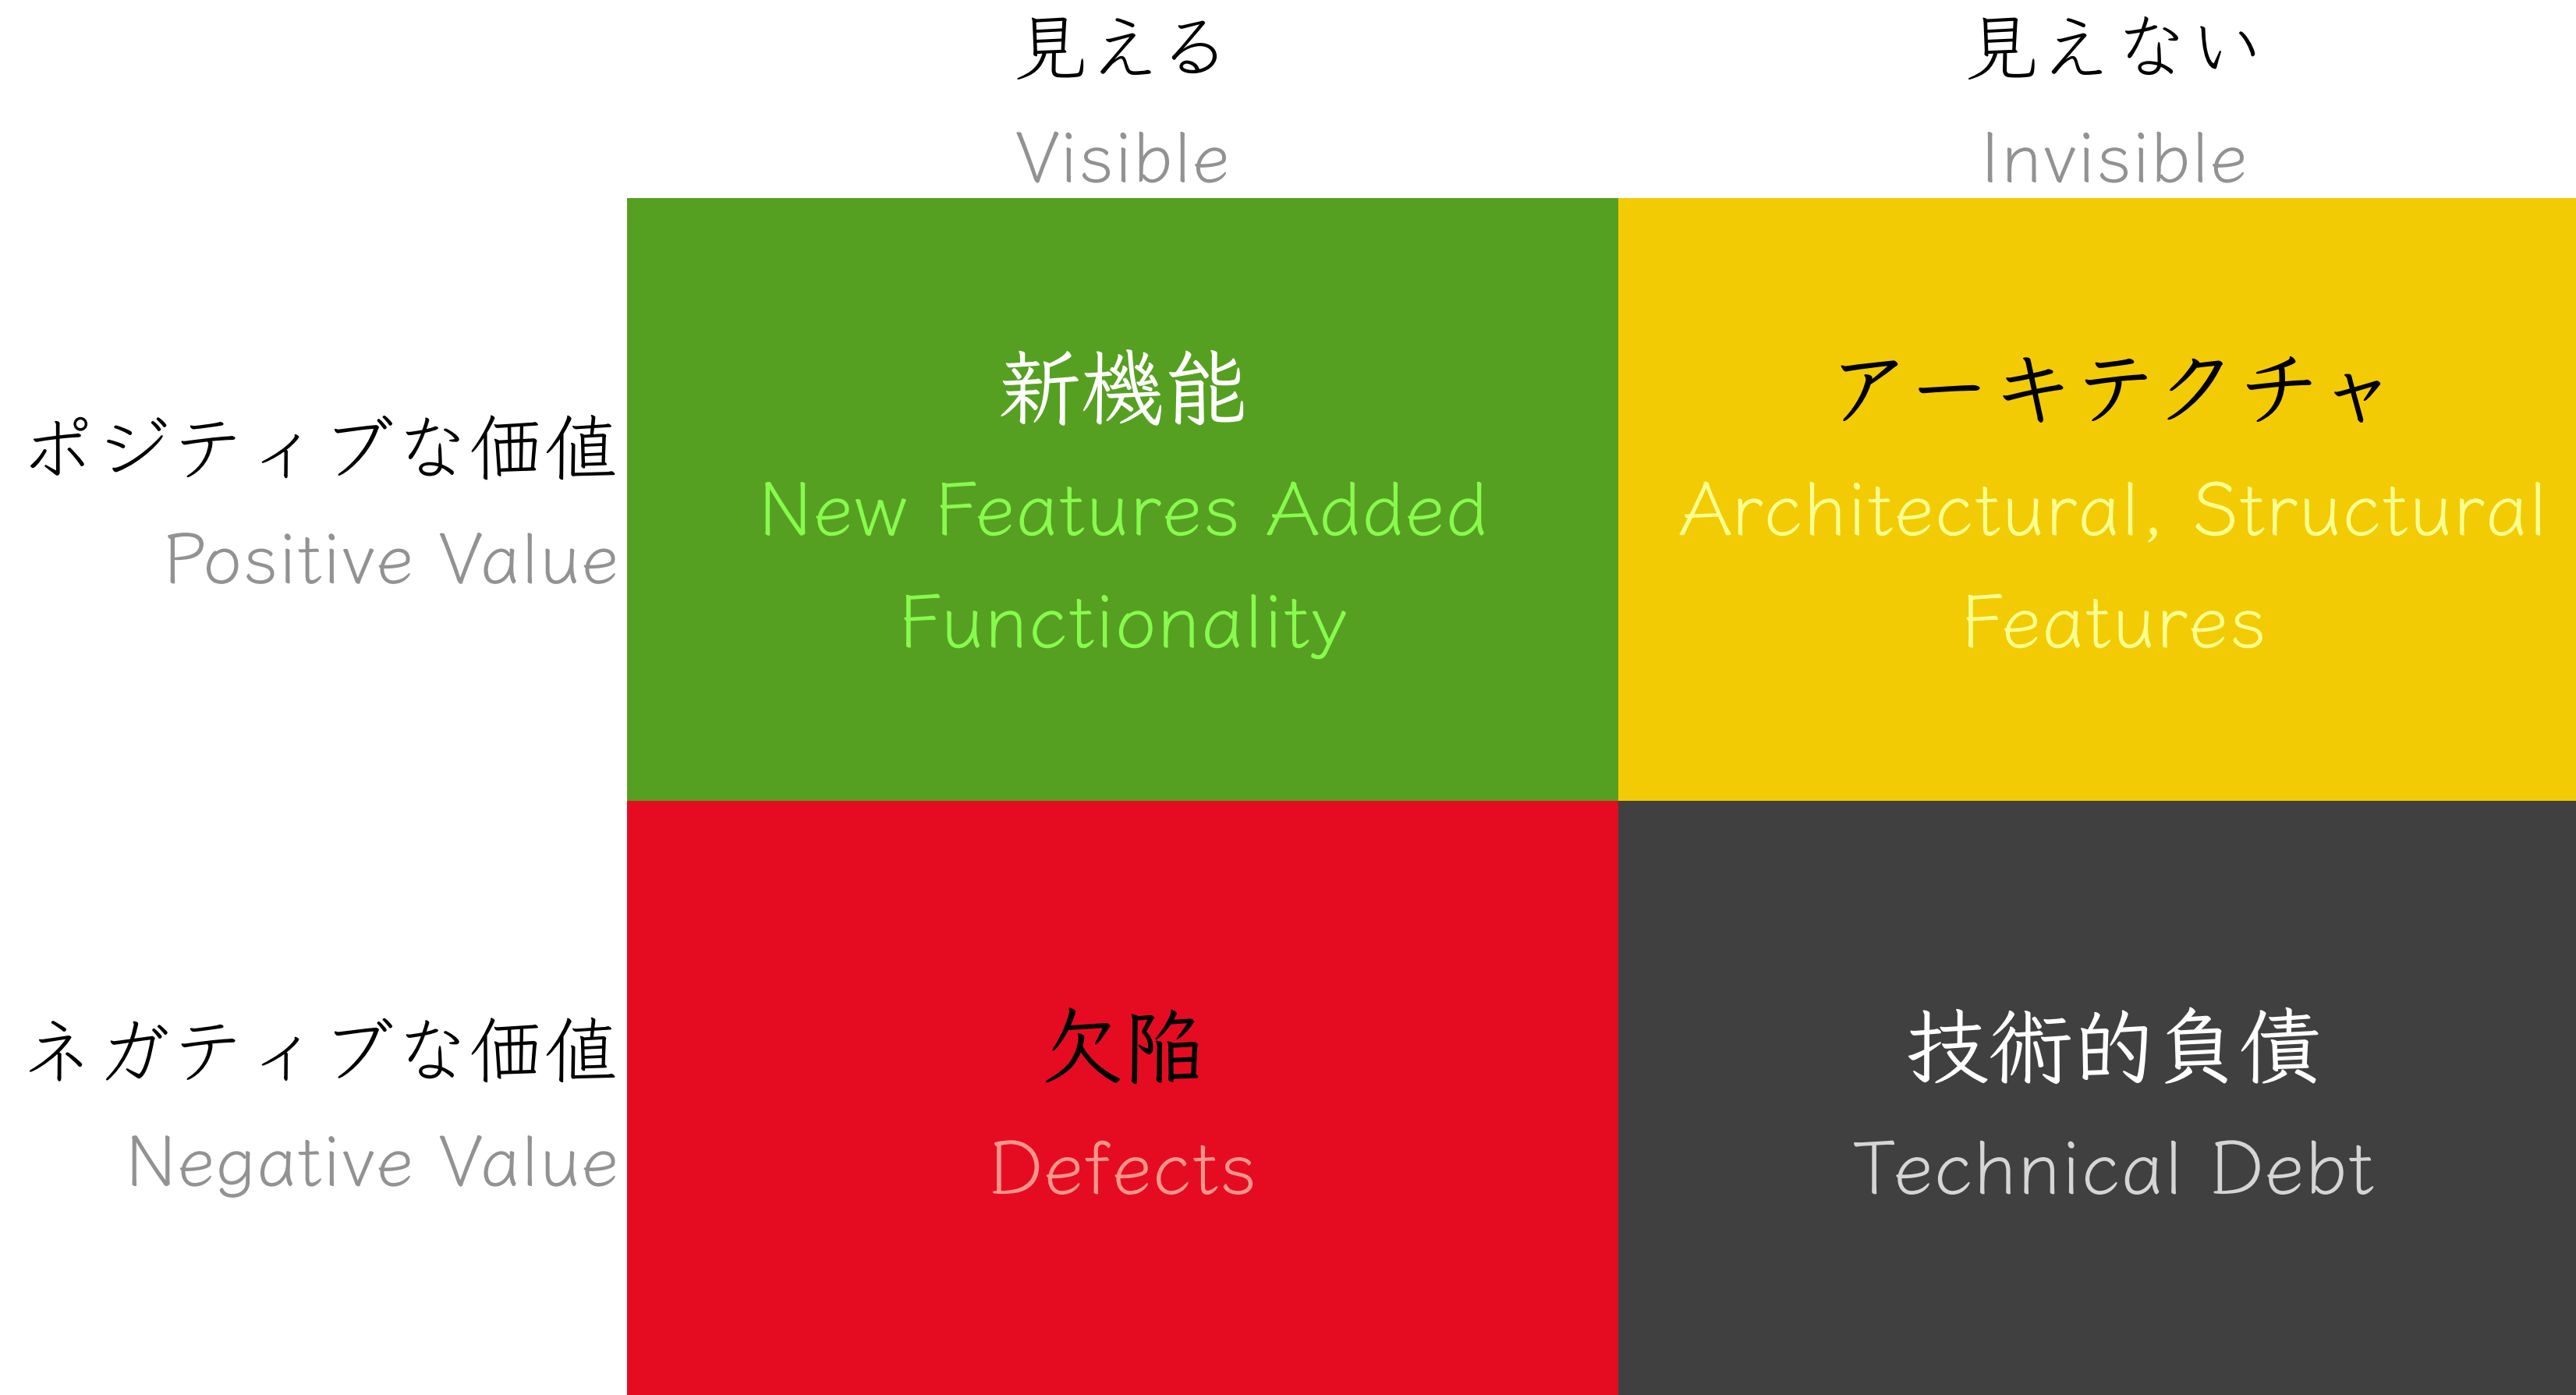 見える
Visible
見えない
Invisible
ポジティブな価値
Positive Value
新機能
New Features Added
Functionality
アーキテクチャ
Architectural, Structural
Features
ネガティブな価値
Negative Value
欠陥
Defects
技術的負債
Technical Debt